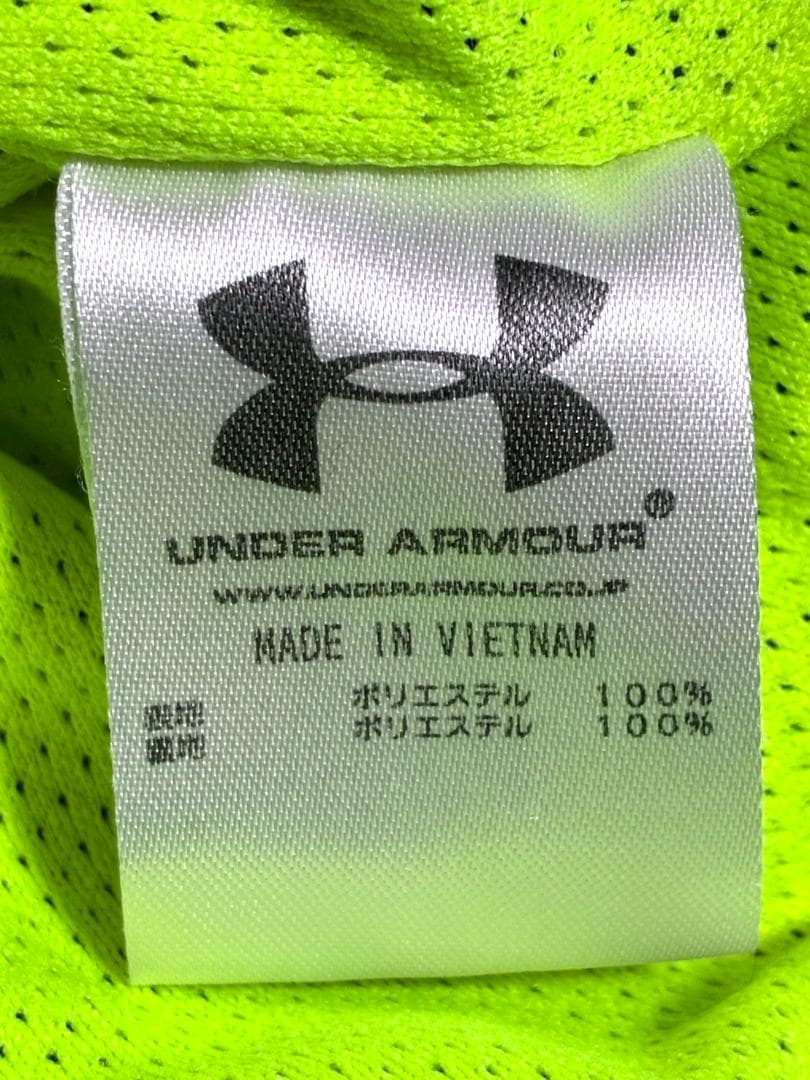 ®
UNDER ARMOUR
WWW.UNDERARMOUR.CO.JP
MADE IN VIETNAM
ポリエステル 100%
ポリエステル 100%